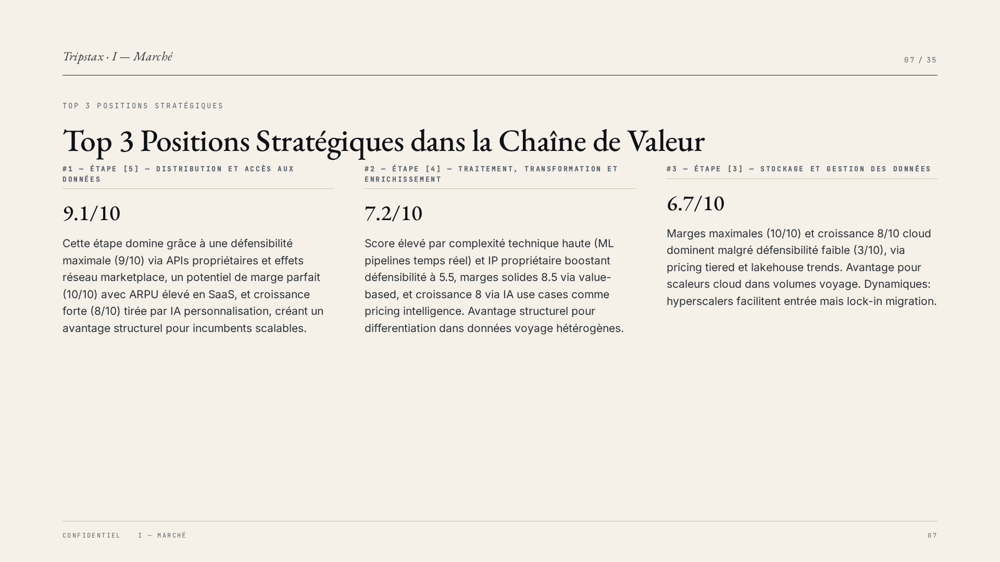 Tripstax · I — Marché
07 / 35
TOP 3 POSITIONS STRATÉGIQUES
Top 3 Positions Stratégiques dans la Chaîne de Valeur
#1 — ÉTAPE [5] — DISTRIBUTION ET ACCÈS AUX
DONNÉES
9.1/10
Cette étape domine grâce à une défensibilité
maximale (9/10) via APIs propriétaires et effets
réseau marketplace, un potentiel de marge parfait
(10/10) avec ARPU élevé en SaaS, et croissance
forte (8/10) tirée par IA personnalisation, créant un
avantage structurel pour incumbents scalables.
#2 — ÉTAPE [4] — TRAITEMENT, TRANSFORMATION ET
ENRICHISSEMENT
7.2/10
Score élevé par complexité technique haute (ML
pipelines temps réel) et IP propriétaire boostant
défensibilité à 5.5, marges solides 8.5 via value-
based, et croissance 8 via IA use cases comme
pricing intelligence. Avantage structurel pour
differentiation dans données voyage hétérogènes.
#3 — ÉTAPE [3] — STOCKAGE ET GESTION DES DONNÉES
6.7/10
Marges maximales (10/10) et croissance 8/10 cloud
dominent malgré défensibilité faible (3/10), via
pricing tiered et lakehouse trends. Avantage pour
scaleurs cloud dans volumes voyage. Dynamiques:
hyperscalers facilitent entrée mais lock-in migration.
CONFIDENTIEL I — MARCHÉ
07